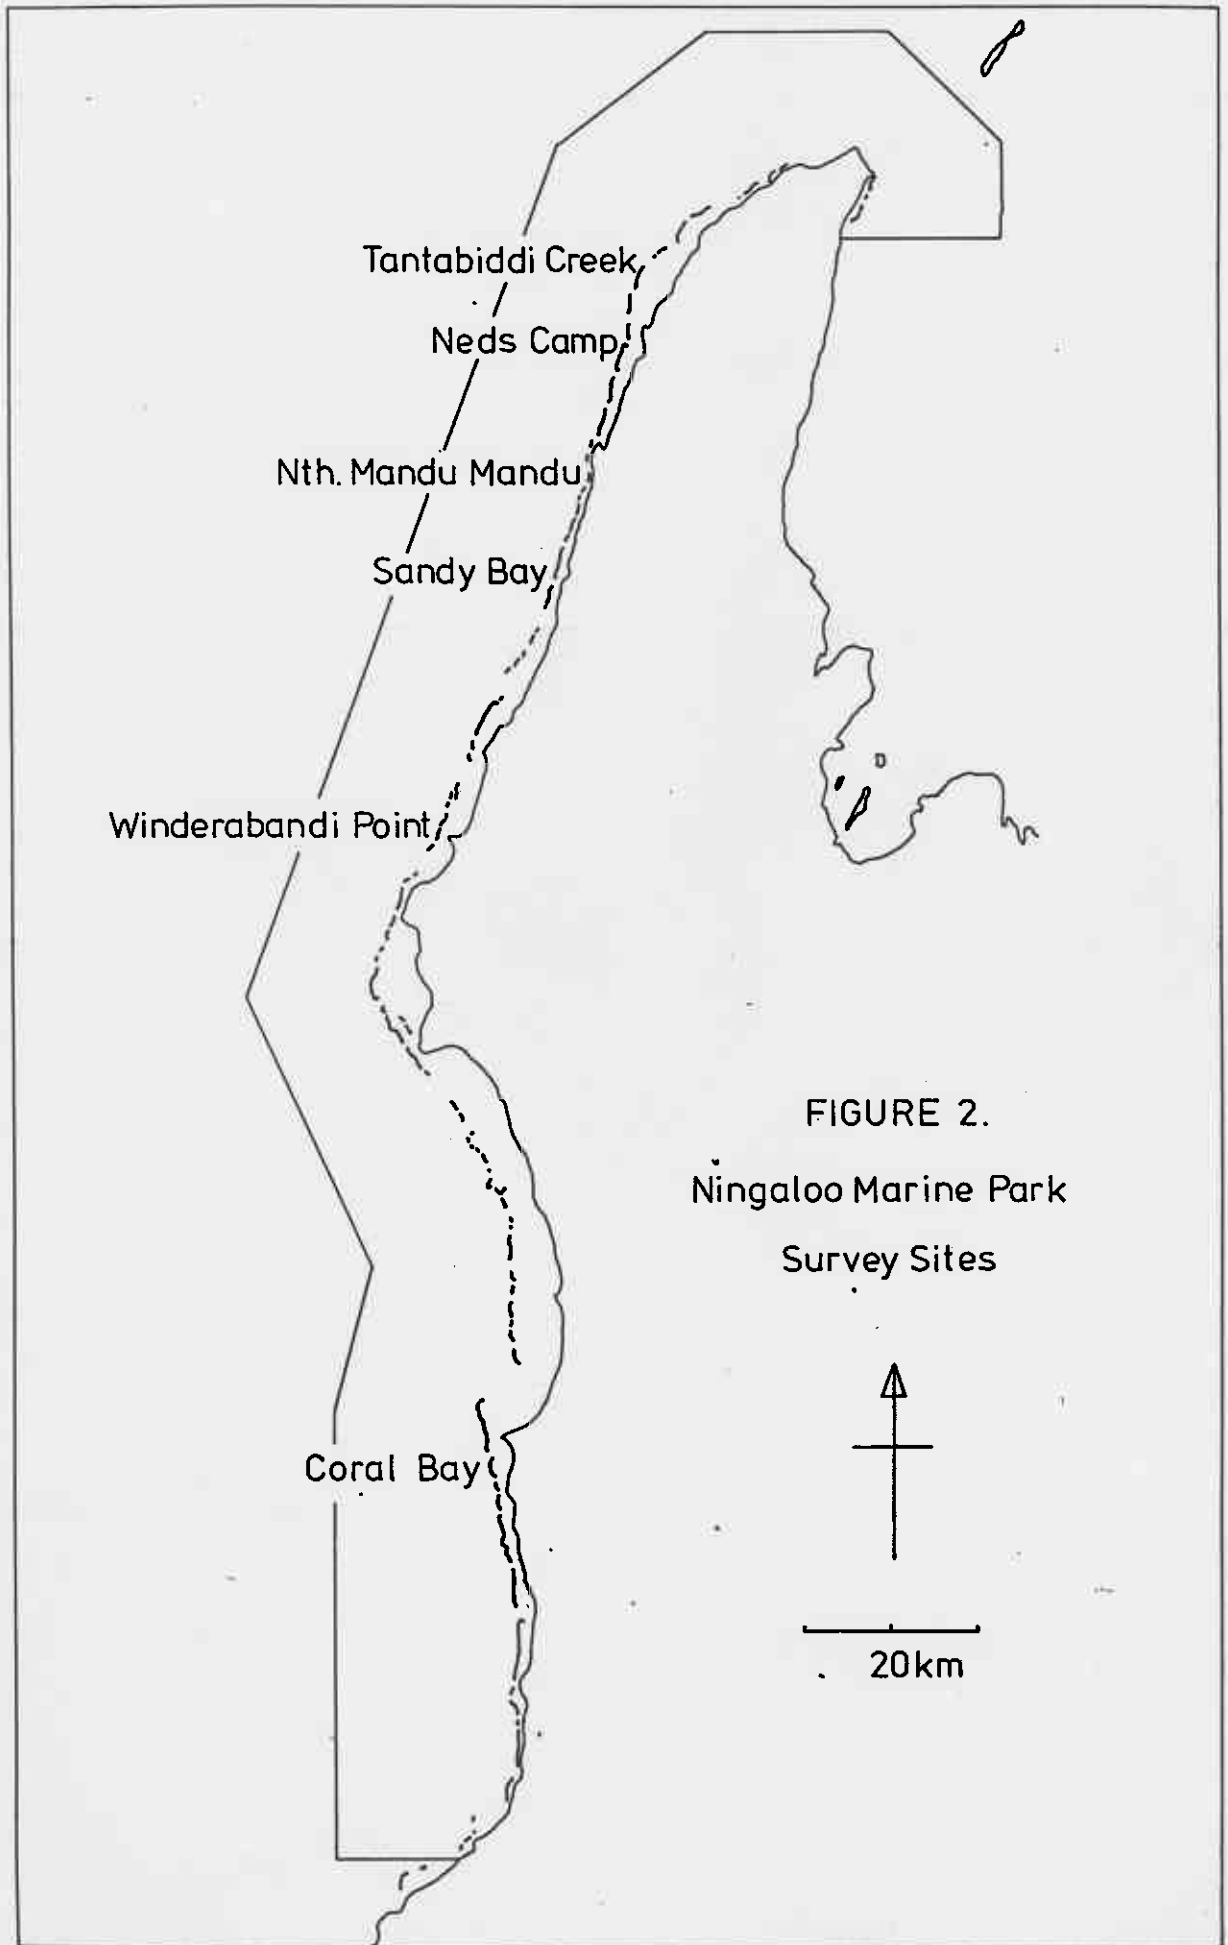 Tantabiddi Creek
Neds Camp
Nth. Mandu Mandu
Sandy Bay
Winderabandi Point
FIGURE 2.
Ningaloo Marine Park
Survey Sites
Coral Bay
20km